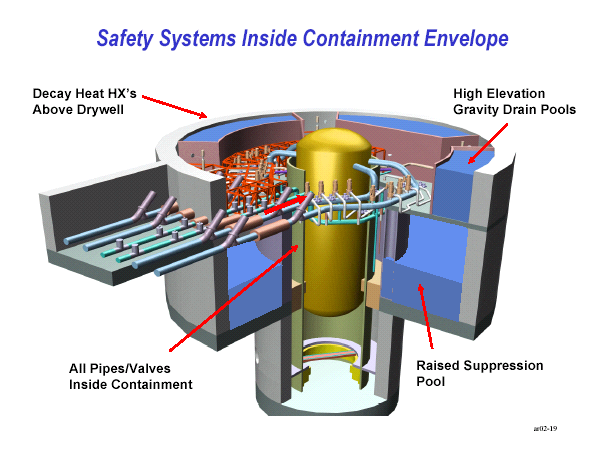 Safety Systems Inside Containment Envelope
Decay Heat HX's
Above Drywell
High Elevation
Gravity Drain Pools
All Pipes/Valves
Inside Containment
Raised Suppression
Pool
ar02-19